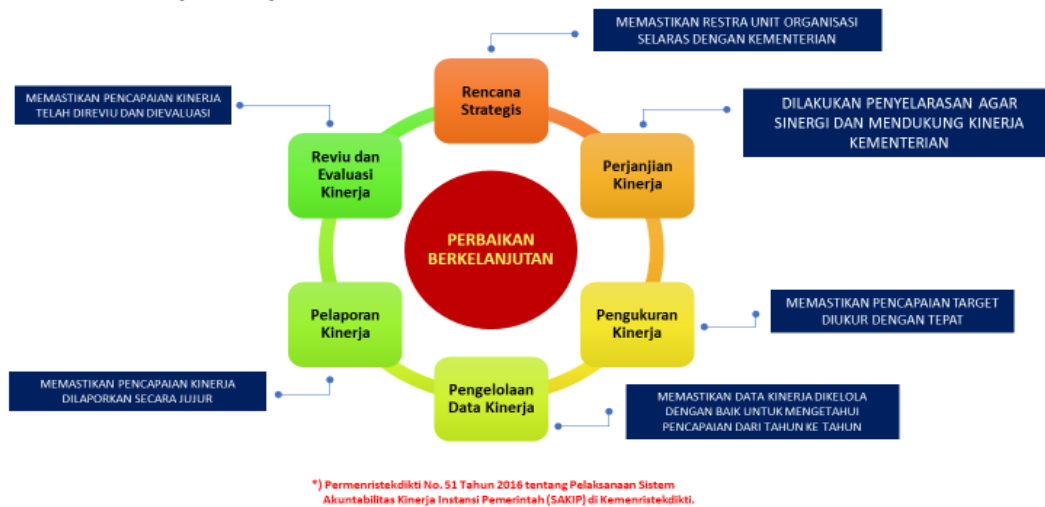 MEMASTIKAN RESTRA UNIT ORGANISASI
SELARAS DENGAN KEMENTERIAN
Rencana
Strategis
DILAKUKAN PENYELARASAN AGAR
SINERGI DAN MENDUKUNG KINERJA
KEMENTERIAN
Perjanjian
Kinerja
MEMASTIKAN PENCAPAIAN TARGET
DIUKUR DENGAN TEPAT
Pengukuran
Kinerja
MEMASTIKAN DATA KINERJA DIKELOLA
DENGAN BAIK UNTUK MENGETAHUI
PENCAPAIAN DARI TAHUN KE TAHUN
Pengelolaan
Data Kinerja
MEMASTIKAN PENCAPAIAN KINERJA
DILAPORKAN SECARA JUJUR
Pelaporan
Kinerja
MEMASTIKAN PENCAPAIAN KINERJA
TELAH DIREVIU DAN DIEVALUASI
Reviu dan
Evaluasi
Kinerja
PERBAIKAN
BERKELANJUTAN
*) Permenristekdikti No. 51 Tahun 2016 tentang Pelaksanaan Sistem
Akuntabilitas Kinerja Instansi Pemerintah (SAKIP) di Kemenristekdikti.